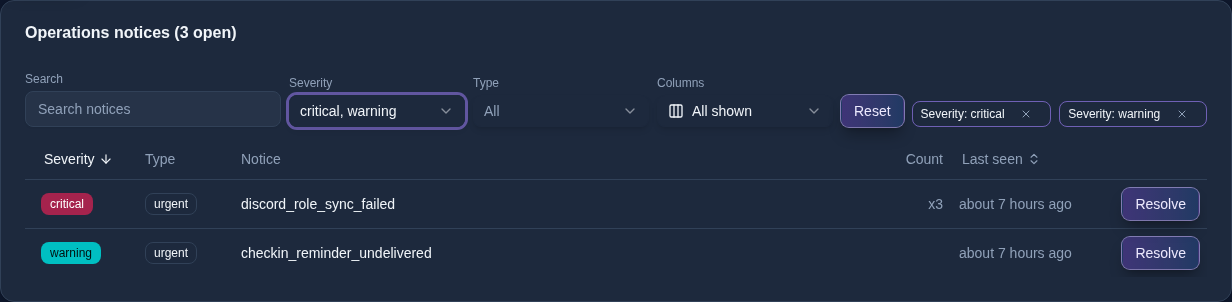 Operations notices (3 open)
Search
Severity
Type
Columns
Search notices
critical, warning
All
All shown
Reset
Severity: critical
Severity: warning
Severity Type Notice Count Last seen
critical urgent discord_role_sync_failed x3 about 7 hours ago Resolve
warning urgent checkin_reminder_undelivered about 7 hours ago Resolve